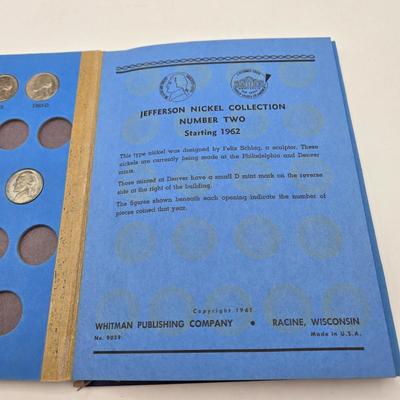 JEFFERSON NICKEL COLLECTION
NUMBER TWO
Starting 1962
This type nickel was designed by Felix Schlag, a sculptor. These
nickels are currently being made at the Philadelphia and Denver
mints.
Those minted at Denver have a small D mint mark on the reverse
side at the right of the building.
The figures shown beneath each opening indicate the number of
pieces coined that year.
Copyright 1961
WHITMAN PUBLISHING COMPANY • RACINE, WISCONSIN
No. 9039 Made in U.S.A.